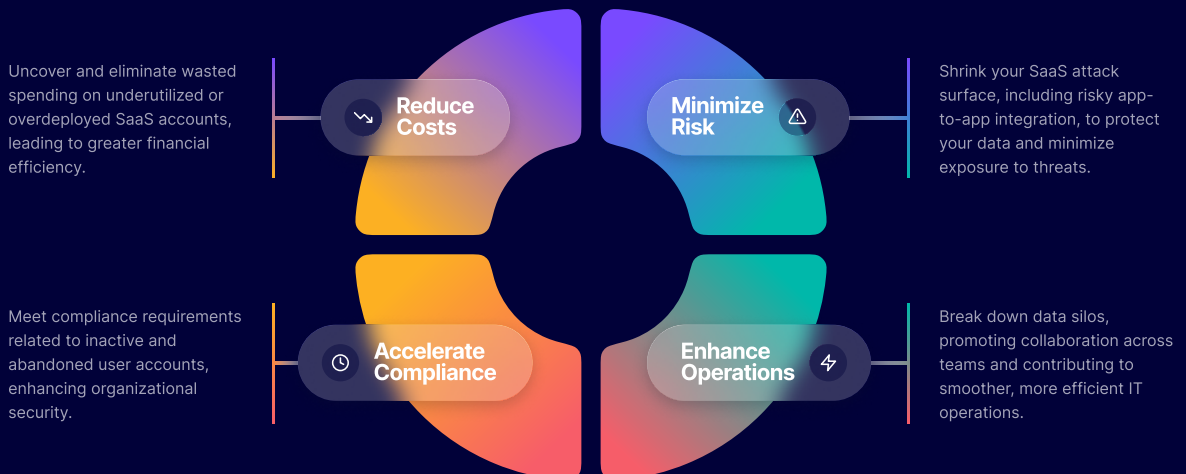 Uncover and eliminate wasted
spending on underutilized or
overdeployed SaaS accounts,
leading to greater financial
efficiency.
Reduce
Costs
Minimize
Risk
Shrink your SaaS attack
surface, including risky app-
to-app integration, to protect
your data and minimize
exposure to threats.
Meet compliance requirements
related to inactive and
abandoned user accounts,
enhancing organizational
security.
Accelerate
Compliance
Enhance
Operations
Break down data silos,
promoting collaboration across
teams and contributing to
smoother, more efficient IT
operations.